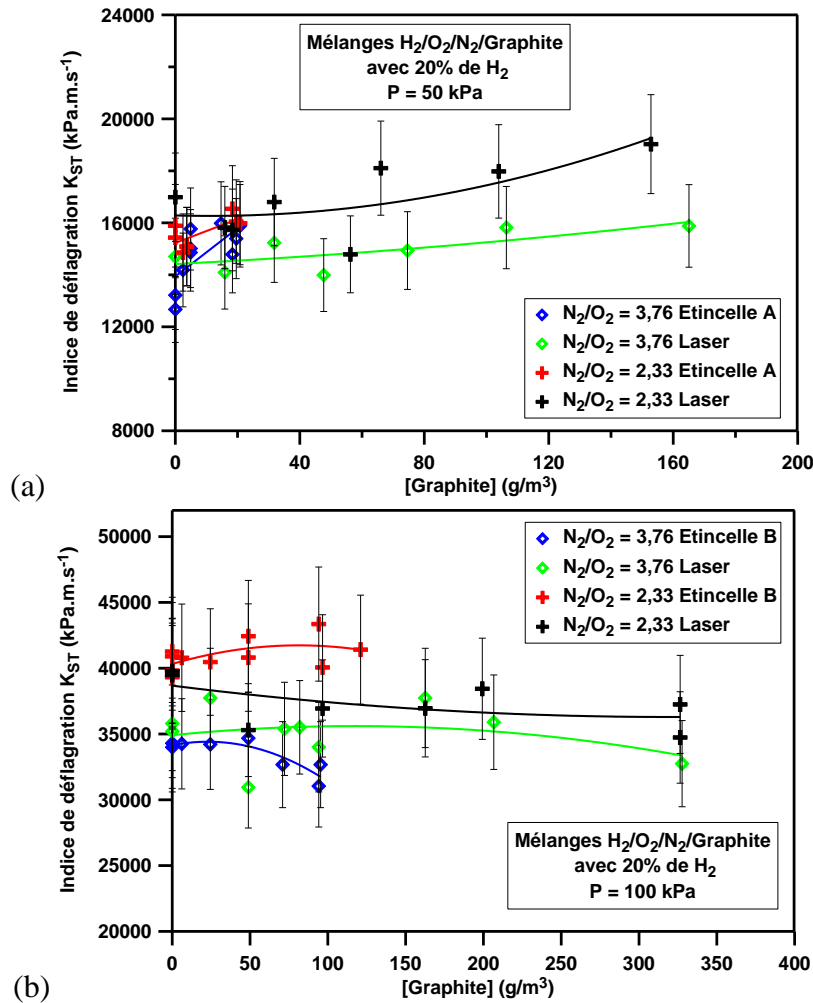 24000
20000
16000
12000
8000
Indice de déflagration K_ST (kPa.m.s⁻¹)
Mélanges H₂/O₂/N₂/Graphite
avec 20% de H₂
P = 50 kPa
N₂/O₂ = 3,76 Etincelle A
N₂/O₂ = 3,76 Laser
N₂/O₂ = 2,33 Etincelle A
N₂/O₂ = 2,33 Laser
0 40 80 120 160 200
[Graphite] (g/m³)
(a)
50000
45000
40000
35000
30000
25000
20000
Indice de déflagration K_ST (kPa.m.s⁻¹)
N₂/O₂ = 3,76 Etincelle B
N₂/O₂ = 3,76 Laser
N₂/O₂ = 2,33 Etincelle B
N₂/O₂ = 2,33 Laser
Mélanges H₂/O₂/N₂/Graphite
avec 20% de H₂
P = 100 kPa
0 50 100 150 200 250 300 350 400
[Graphite] (g/m³)
(b)